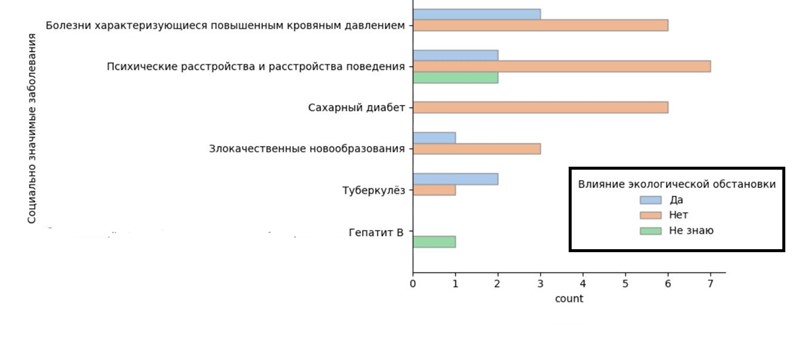 Социально значимые заболевания
Болезни характеризующиеся повышенным кровяным давлением
Психические расстройства и расстройства поведения
Сахарный диабет
Злокачественные новообразования
Туберкулёз
Гепатит В
Влияние экологической обстановки
Да
Нет
Не знаю
0 1 2 3 4 5 6 7
count